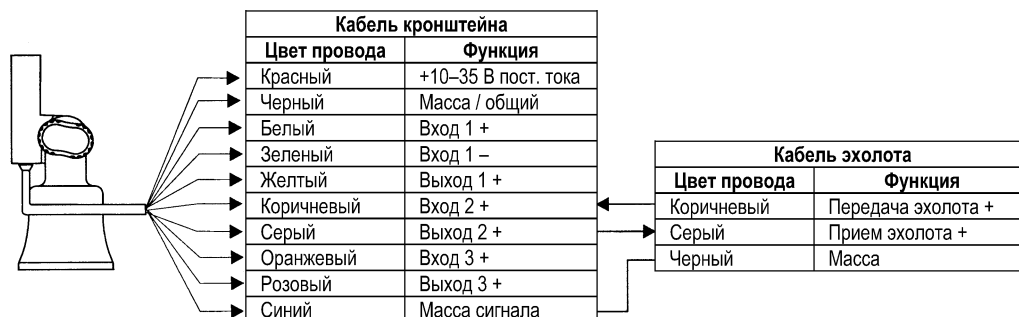 Кабель кронштейна
Цвет провода Функция
Красный +10–35 В пост. тока
Черный Масса / общий
Белый Вход 1 +
Зеленый Вход 1 –
Желтый Выход 1 +
Коричневый Вход 2 +
Серый Выход 2 +
Оранжевый Вход 3 +
Розовый Выход 3 +
Синий Масса сигнала
Кабель эхолота
Цвет провода Функция
Коричневый Передача эхолота +
Серый Прием эхолота +
Черный Масса